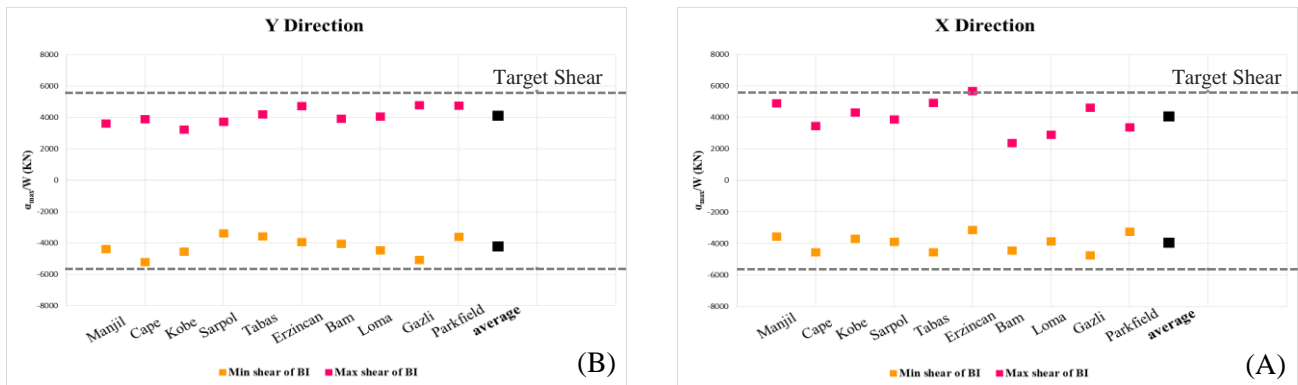 Y Direction
8000
Target Shear
6000
4000
2000
0
-2000
-4000
-6000
-8000
a_max/W (KN)
Manjil Cape Kobe Sarpol Tabas Erzincan Bam Loma Gazli Parkfield average
Min shear of BI Max shear of BI
(B)
X Direction
8000
Target Shear
6000
4000
2000
0
-2000
-4000
-6000
-8000
a_max/W (KN)
Manjil Cape Kobe Sarpol Tabas Erzincan Bam Loma Gazli Parkfield average
Min shear of BI Max shear of BI
(A)